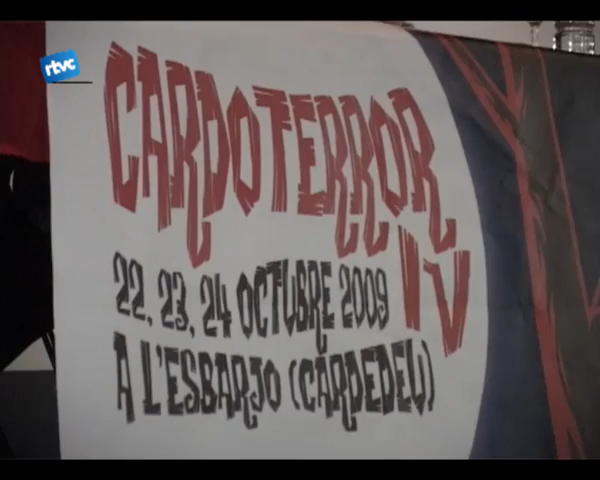 rtvc
CARDOTERROR
IV
22, 23, 24 OCTUBRE 2009
A L'ESBARJO (CARDEDEU)